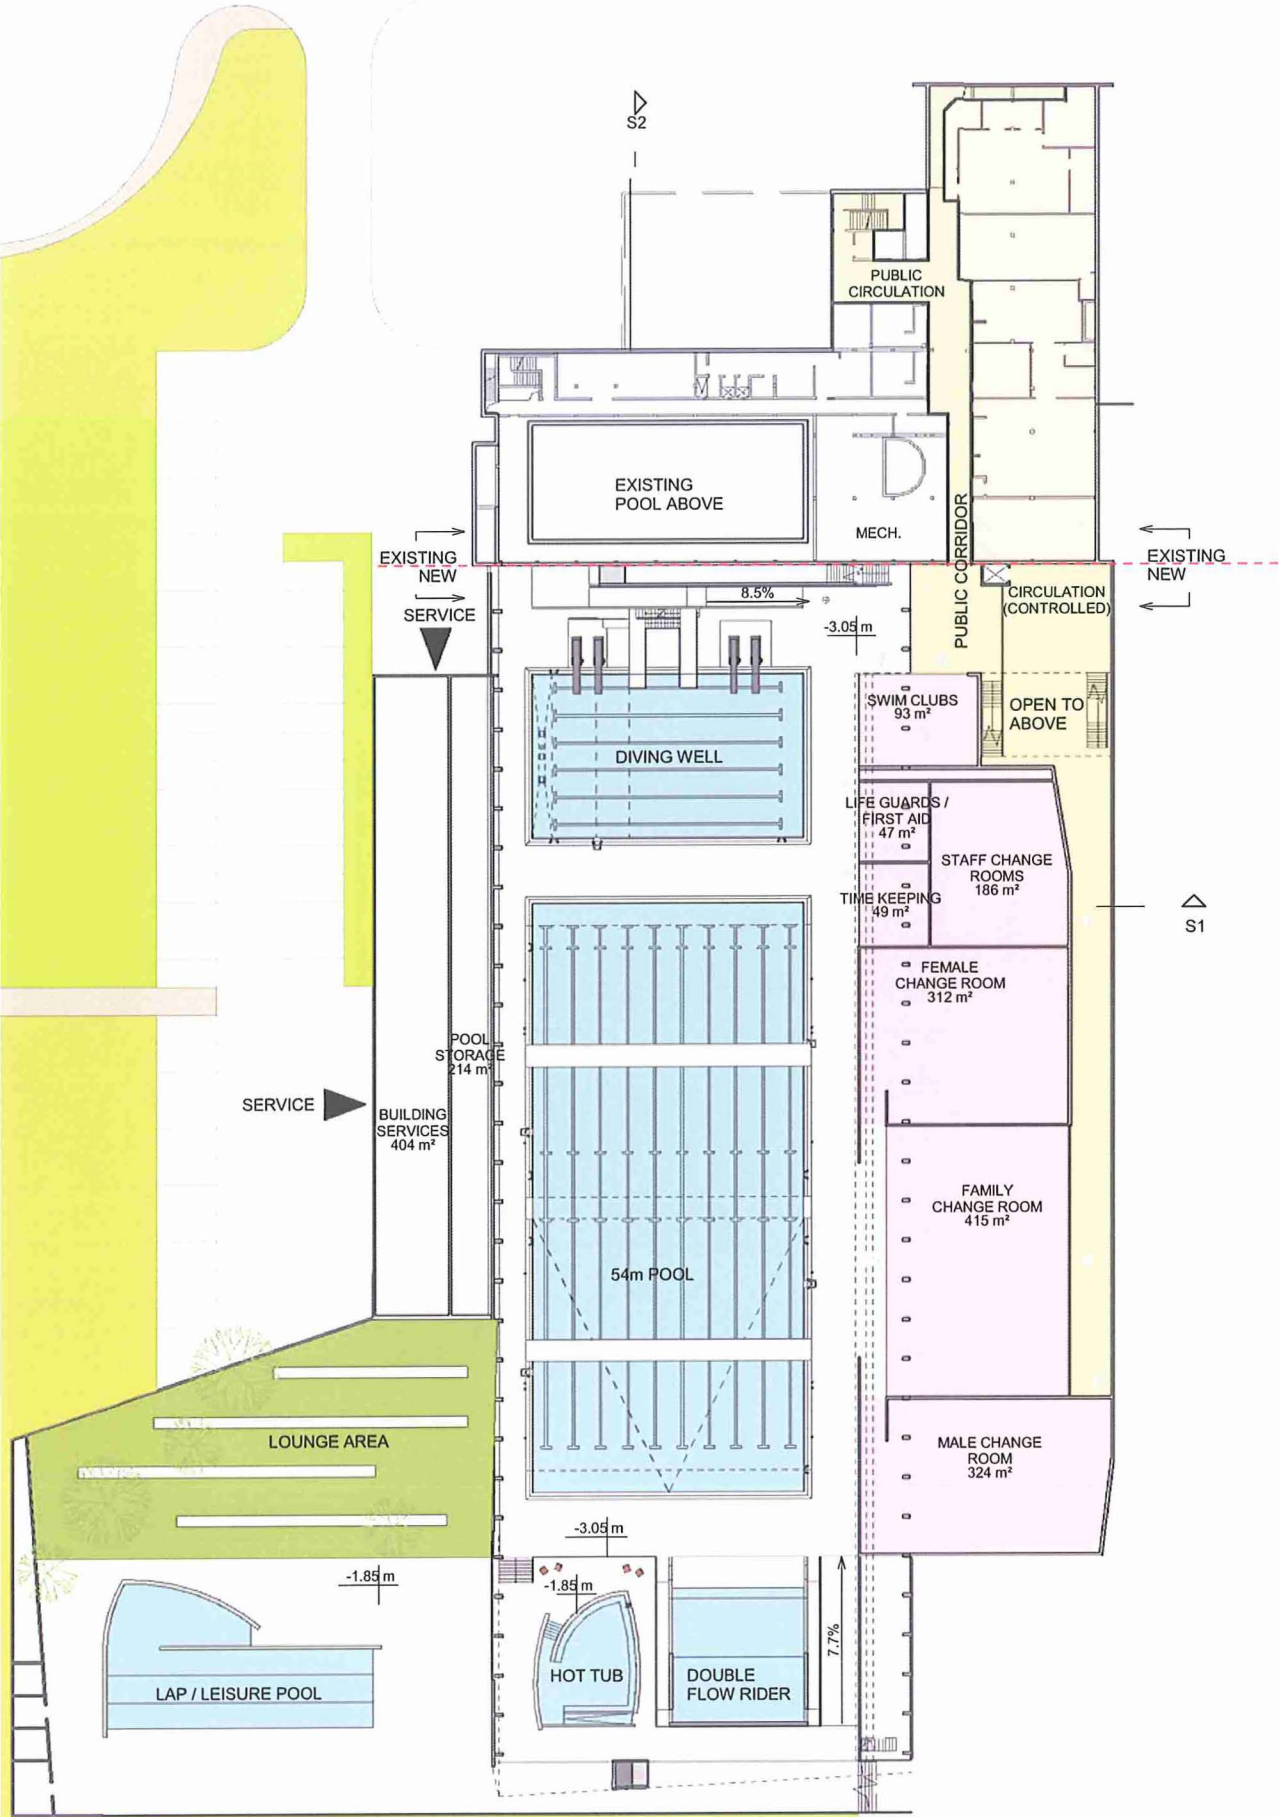 S2
PUBLIC
CIRCULATION
EXISTING
POOL ABOVE
MECH.
PUBLIC CORRIDOR
EXISTING
NEW
SERVICE
EXISTING
NEW
8.5%
CIRCULATION
(CONTROLLED)
-3.05 m
SWIM CLUBS
93 m²
OPEN TO
ABOVE
DIVING WELL
LIFE GUARDS /
FIRST AID
47 m²
STAFF CHANGE
ROOMS
186 m²
TIME KEEPING
49 m²
S1
FEMALE
CHANGE ROOM
312 m²
POOL
STORAGE
214 m²
SERVICE
BUILDING
SERVICES
404 m²
FAMILY
CHANGE ROOM
415 m²
54m POOL
LOUNGE AREA
MALE CHANGE
ROOM
324 m²
-3.05 m
-1.85 m
-1.85 m
7.7%
HOT TUB
DOUBLE
FLOW RIDER
LAP / LEISURE POOL